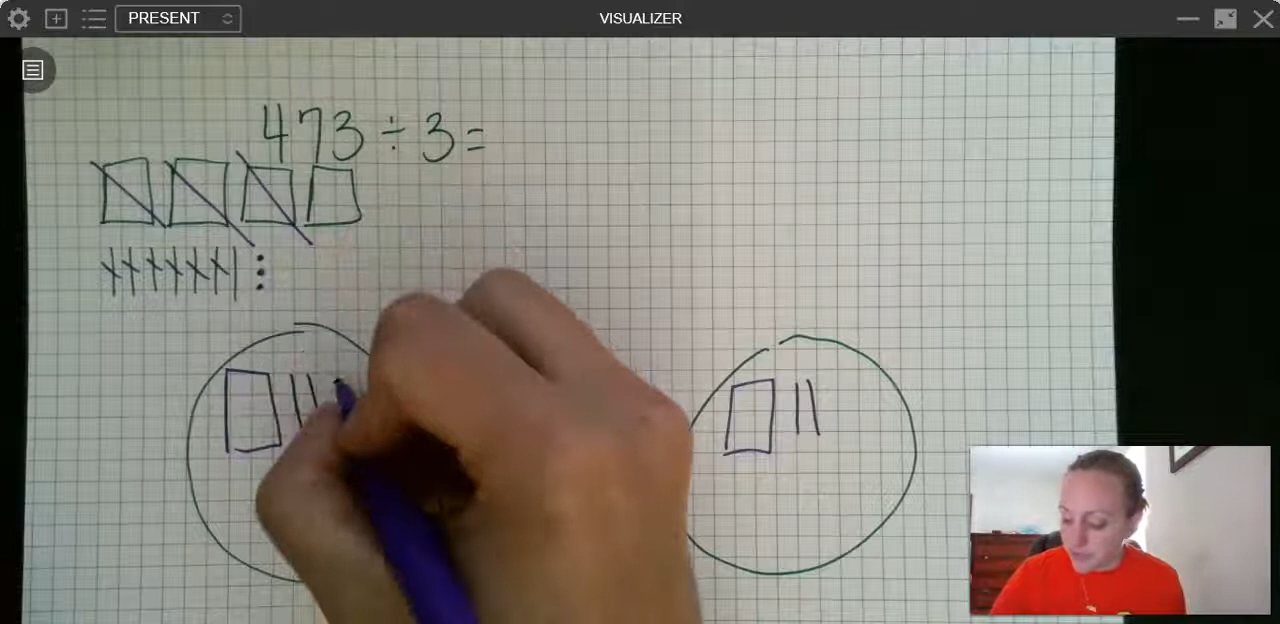 PRESENT
VISUALIZER
473 ÷ 3 =